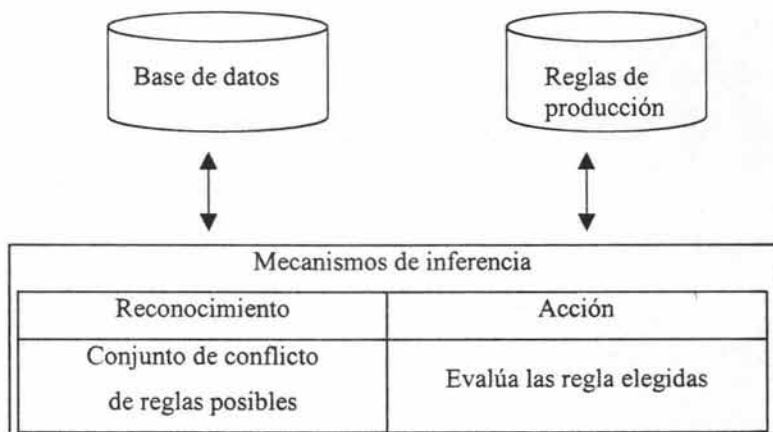 Base de datos
Reglas de
producción
Mecanismos de inferencia
Reconocimiento
Acción
Conjunto de conflicto
de reglas posibles
Evalúa las regla elegidas